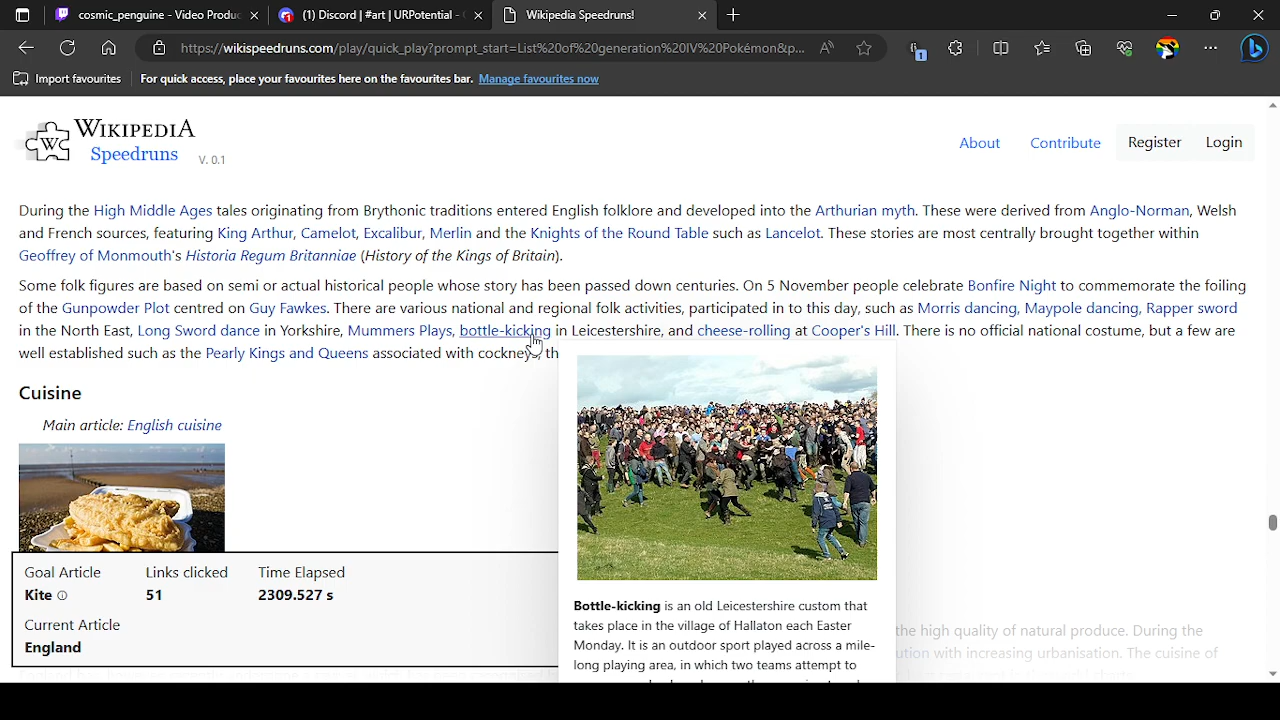 cosmic_penguine - Video Produc
(1) Discord | #art | URPotential -
Wikipedia Speedruns!
https://wikispeedruns.com/play/quick_play?prompt_start=List%20of%20generation%20IV%20Pokémon&p...
1
Import favourites
For quick access, place your favourites here on the favourites bar. Manage favourites now
WIKIPEDIA
Speedruns V. 0.1
About Contribute Register Login
During the High Middle Ages tales originating from Brythonic traditions entered English folklore and developed into the Arthurian myth. These were derived from Anglo-Norman, Welsh
and French sources, featuring King Arthur, Camelot, Excalibur, Merlin and the Knights of the Round Table such as Lancelot. These stories are most centrally brought together within
Geoffrey of Monmouth's Historia Regum Britanniae (History of the Kings of Britain).
Some folk figures are based on semi or actual historical people whose story has been passed down centuries. On 5 November people celebrate Bonfire Night to commemorate the foiling
of the Gunpowder Plot centred on Guy Fawkes. There are various national and regional folk activities, participated in to this day, such as Morris dancing, Maypole dancing, Rapper sword
in the North East, Long Sword dance in Yorkshire, Mummers Plays, bottle-kicking in Leicestershire, and cheese-rolling at Cooper's Hill. There is no official national costume, but a few are
well established such as the Pearly Kings and Queens associated with cockneys, th
Cuisine
Main article: English cuisine
Goal Article Links clicked Time Elapsed
Kite 51 2309.527 s
Current Article
England
Bottle-kicking is an old Leicestershire custom that
takes place in the village of Hallaton each Easter
Monday. It is an outdoor sport played across a mile-
long playing area, in which two teams attempt to
the high quality of natural produce. During the
ution with increasing urbanisation. The cuisine of